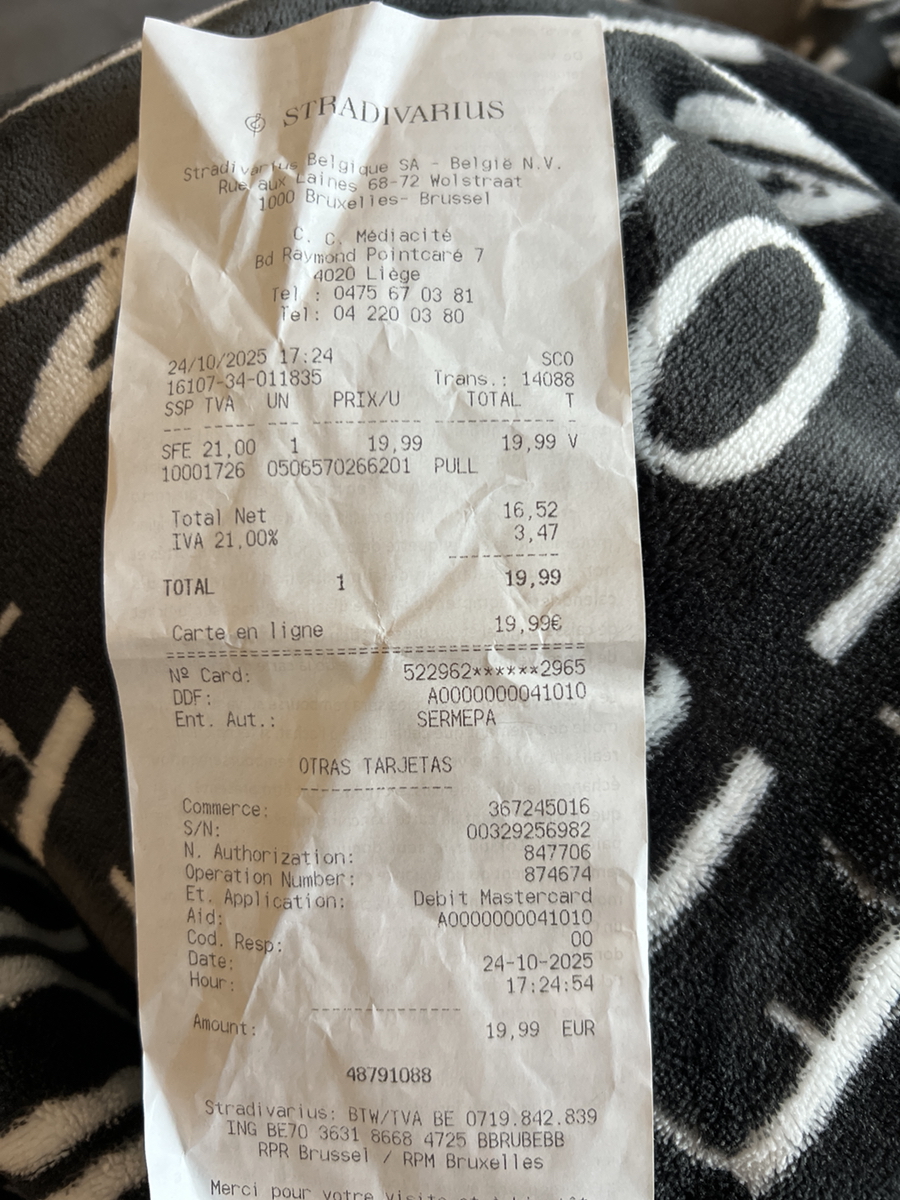 STRADIVARIUS
Stradivarius Belgique SA - België N.V.
Rue aux Laines 68-72 Wolstraat
1000 Bruxelles- Brussel
C. C. Médiacité
Bd Raymond Pointcaré 7
4020 Liège
Tel : 0475 67 03 81
Tel: 04 220 03 80
24/10/2025 17:24 SCO
16107-34-011835 Trans.: 14088
SSP TVA UN PRIX/U TOTAL T
SFE 21,00 1 19,99 19,99 V
10001726 0506570266201 PULL
Total Net 16,52
IVA 21,00% 3,47
TOTAL 1 19,99
Carte en ligne 19,99€
Nº Card: 522962******2965
DDF: A0000000041010
Ent. Aut.: SERMEPA
OTRAS TARJETAS
Commerce: 367245016
S/N: 00329256982
N. Authorization: 847706
Operation Number: 874674
Et. Application: Debit Mastercard
Aid: A0000000041010
Cod. Resp: 00
Date: 24-10-2025
Hour: 17:24:54
Amount: 19,99 EUR
48791088
Stradivarius: BTW/TVA BE 0719.842.839
ING BE70 3631 8668 4725 BBRUBEBB
RPR Brussel / RPM Bruxelles
Merci pour votre visite et